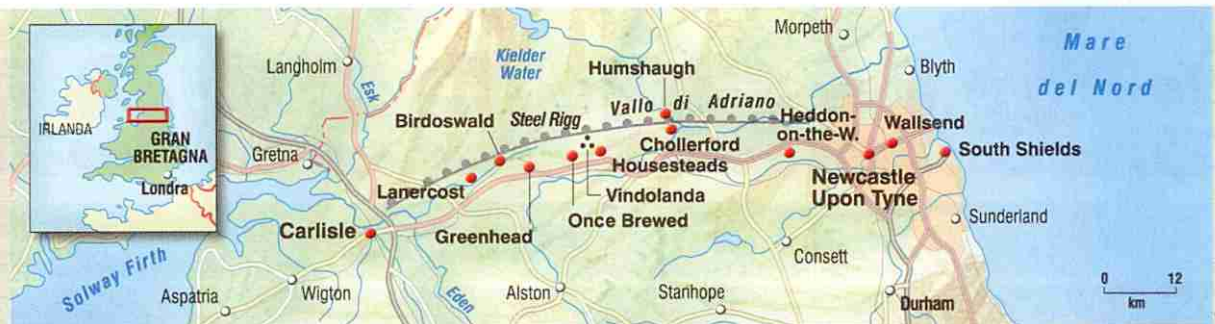 IRLANDA
GRAN
BRETAGNA
Londra
Solway Firth
Langholm
Esk
Gretna
Carlisle
Aspatria
Wigton
Eden
Lanercost
Birdoswald
Steel Rigg
Kielder
Water
Greenhead
Once Brewed
Vindolanda
Housesteads
Chollerford
Humshaugh
Vallo di Adriano
Alston
Stanhope
Consett
Durham
Heddon-
on-the-W.
Wallsend
Newcastle
Upon Tyne
South Shields
Sunderland
Morpeth
Blyth
Mare
del Nord
0 12
km